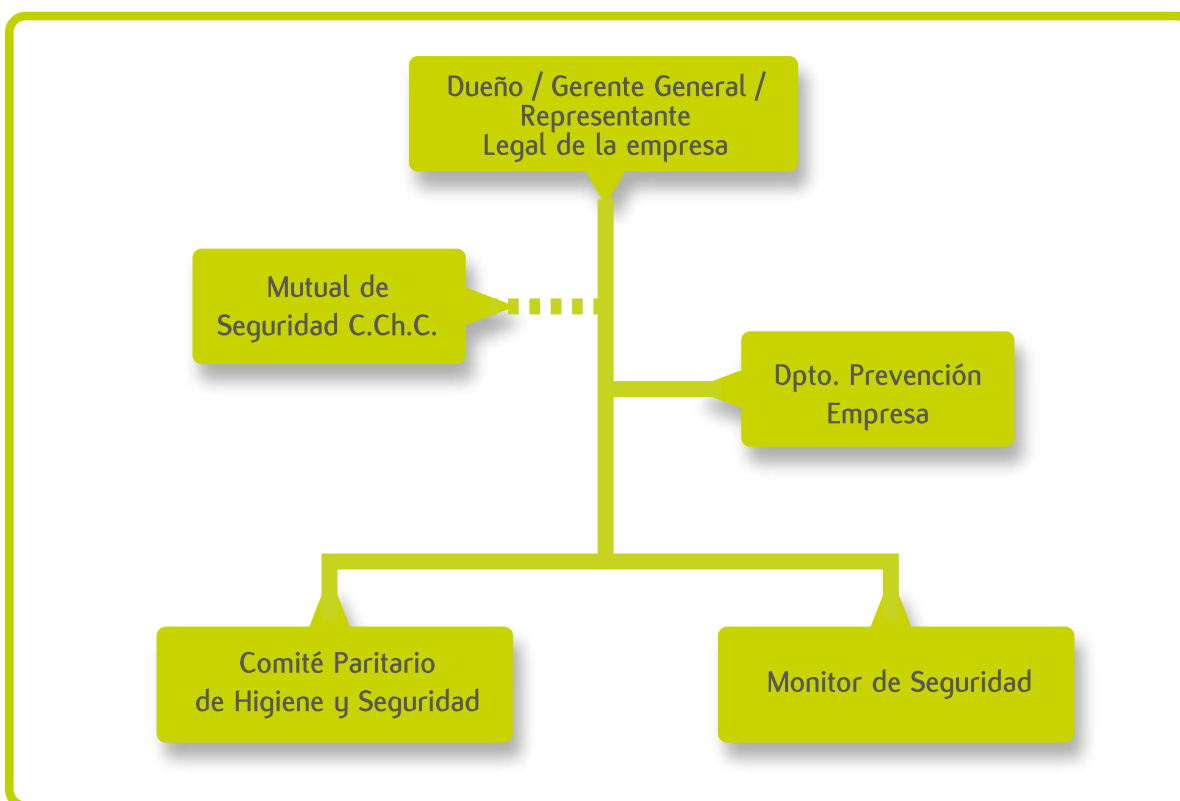 Dueño / Gerente General /
Representante
Legal de la empresa
Mutual de
Seguridad C.Ch.C.
Dpto. Prevención
Empresa
Comité Paritario
de Higiene y Seguridad
Monitor de Seguridad